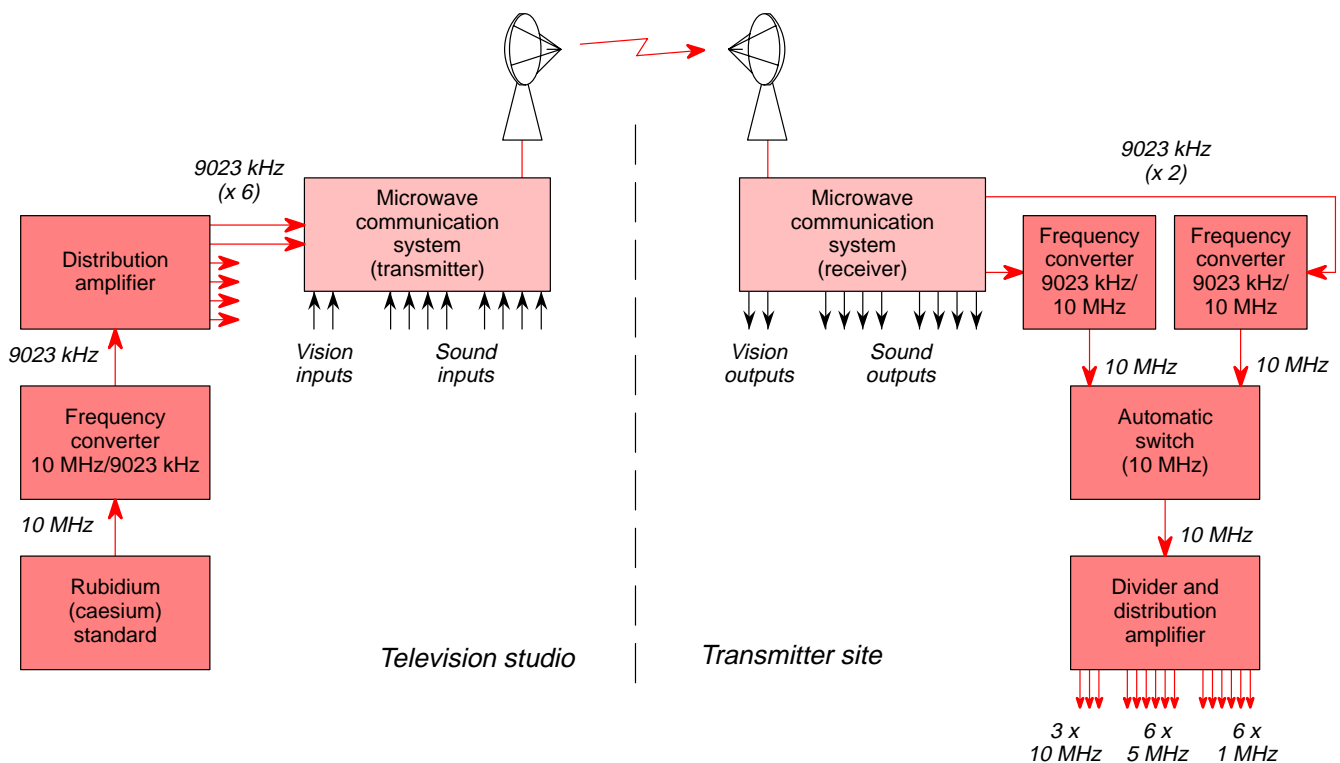 9023 kHz
(x 6)
Distribution
amplifier
9023 kHz
Frequency
converter
10 MHz/9023 kHz
10 MHz
Rubidium
(caesium)
standard
Microwave
communication
system
(transmitter)
Vision
inputs
Sound
inputs
Television studio
Transmitter site
Microwave
communication
system
(receiver)
Vision
outputs
Sound
outputs
9023 kHz
(x 2)
Frequency
converter
9023 kHz/
10 MHz
Frequency
converter
9023 kHz/
10 MHz
10 MHz
10 MHz
Automatic
switch
(10 MHz)
10 MHz
Divider and
distribution
amplifier
3 x
10 MHz
6 x
5 MHz
6 x
1 MHz